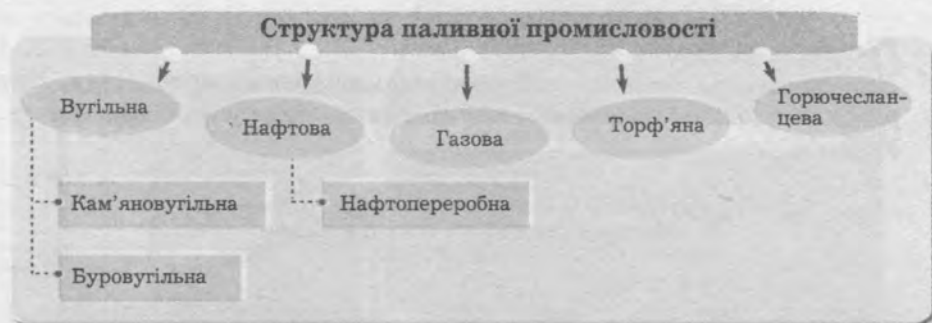 Структура паливної промисловості
Вугільна
Нафтова
Газова
Торф’яна
Горючеслан-
цева
Кам’яновугільна
Нафтопереробна
Буровугільна